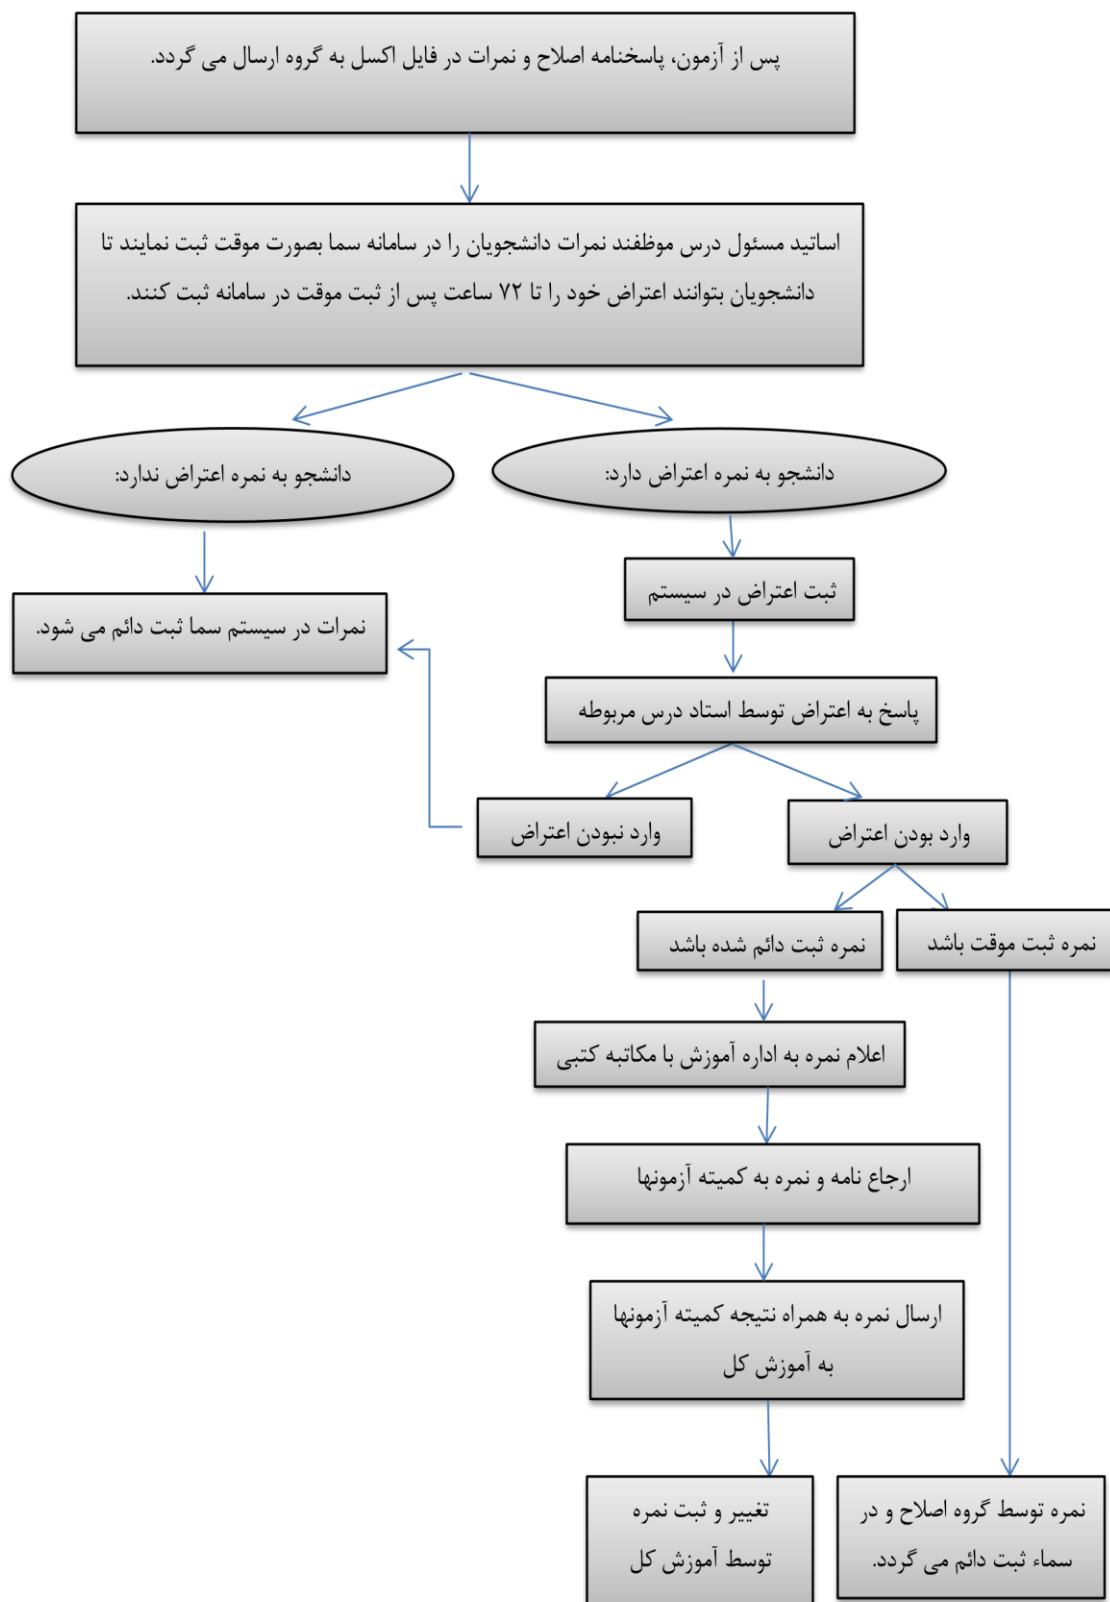 پس از آزمون، پاسخنامه اصلاح و نمرات در فایل اکسل به گروه ارسال می گردد.
اساتید مسئول درس موظفند نمرات دانشجویان را در سامانه سما بصورت موقت ثبت نمایند تا
دانشجویان بتوانند اعتراض خود را تا ۷۲ ساعت پس از ثبت موقت در سامانه ثبت کنند.
دانشجو به نمره اعتراض دارد:
دانشجو به نمره اعتراض ندارد:
ثبت اعتراض در سیستم
نمرات در سیستم سما ثبت دائم می شود.
پاسخ به اعتراض توسط استاد درس مربوطه
وارد بودن اعتراض
وارد نبودن اعتراض
نمره ثبت موقت باشد
نمره ثبت دائم شده باشد
اعلام نمره به اداره آموزش با مکاتبه کتبی
ارجاع نامه و نمره به کمیته آزمونها
ارسال نمره به همراه نتیجه کمیته آزمونها
به آموزش کل
نمره توسط گروه اصلاح و در
سماء ثبت دائم می گردد.
تغییر و ثبت نمره
توسط آموزش کل